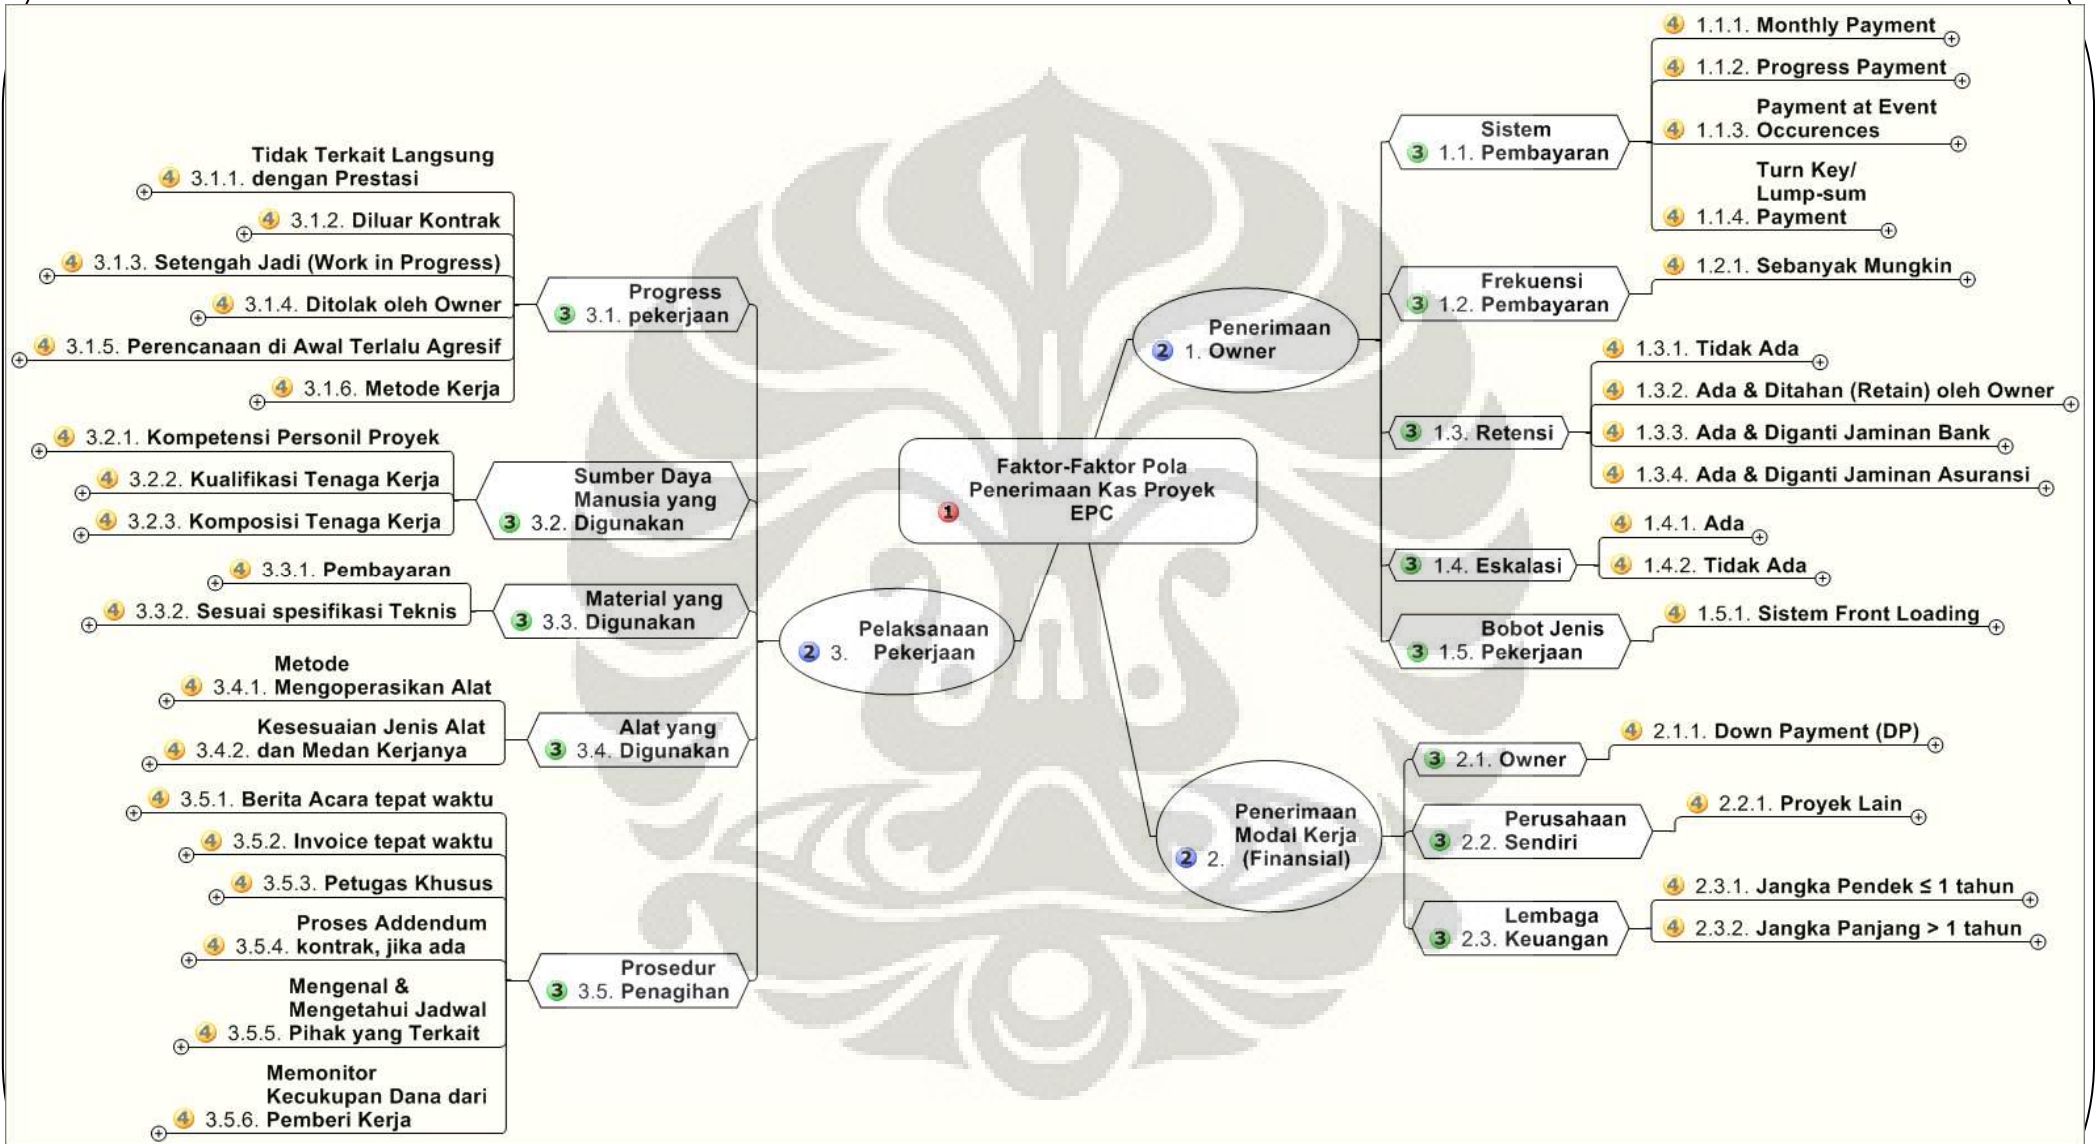 1 Faktor-Faktor Pola
Penerimaan Kas Proyek
EPC
2 1. Penerimaan
Owner
3 1.1. Sistem
Pembayaran
4 1.1.1. Monthly Payment
4 1.1.2. Progress Payment
4 1.1.3. Payment at Event
Occurences
4 1.1.4. Turn Key/
Lump-sum
Payment
3 1.2. Frekuensi
Pembayaran
4 1.2.1. Sebanyak Mungkin
3 1.3. Retensi
4 1.3.1. Tidak Ada
4 1.3.2. Ada & Ditahan (Retain) oleh Owner
4 1.3.3. Ada & Diganti Jaminan Bank
4 1.3.4. Ada & Diganti Jaminan Asuransi
3 1.4. Eskalasi
4 1.4.1. Ada
4 1.4.2. Tidak Ada
3 1.5. Bobot Jenis
Pekerjaan
4 1.5.1. Sistem Front Loading
2 2. Penerimaan
Modal Kerja
(Finansial)
3 2.1. Owner
4 2.1.1. Down Payment (DP)
3 2.2. Perusahaan
Sendiri
4 2.2.1. Proyek Lain
3 2.3. Lembaga
Keuangan
4 2.3.1. Jangka Pendek ≤ 1 tahun
4 2.3.2. Jangka Panjang > 1 tahun
2 3. Pelaksanaan
Pekerjaan
3 3.1. Progress
pekerjaan
4 3.1.1. Tidak Terkait Langsung
dengan Prestasi
4 3.1.2. Diluar Kontrak
4 3.1.3. Setengah Jadi (Work in Progress)
4 3.1.4. Ditolak oleh Owner
4 3.1.5. Perencanaan di Awal Terlalu Agresif
4 3.1.6. Metode Kerja
3 3.2. Sumber Daya
Manusia yang
Digunakan
4 3.2.1. Kompetensi Personil Proyek
4 3.2.2. Kualifikasi Tenaga Kerja
4 3.2.3. Komposisi Tenaga Kerja
3 3.3. Material yang
Digunakan
4 3.3.1. Pembayaran
4 3.3.2. Sesuai spesifikasi Teknis
3 3.4. Alat yang
Digunakan
4 3.4.1. Metode
Mengoperasikan Alat
4 3.4.2. Kesesuaian Jenis Alat
dan Medan Kerjanya
3 3.5. Prosedur
Penagihan
4 3.5.1. Berita Acara tepat waktu
4 3.5.2. Invoice tepat waktu
4 3.5.3. Petugas Khusus
4 3.5.4. Proses Addendum
kontrak, jika ada
4 3.5.5. Mengenal &
Mengetahui Jadwal
Pihak yang Terkait
4 3.5.6. Memonitor
Kecukupan Dana dari
Pemberi Kerja